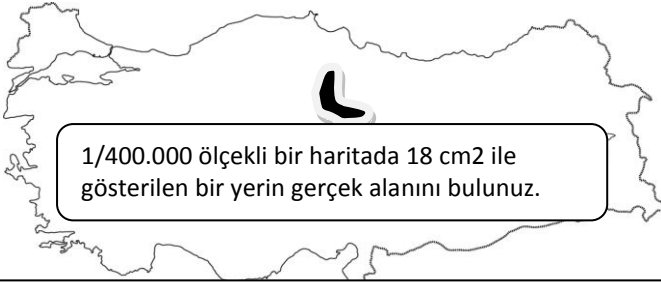 1/400.000 ölçekli bir haritada 18 cm2 ile
gösterilen bir yerin gerçek alanını bulunuz.